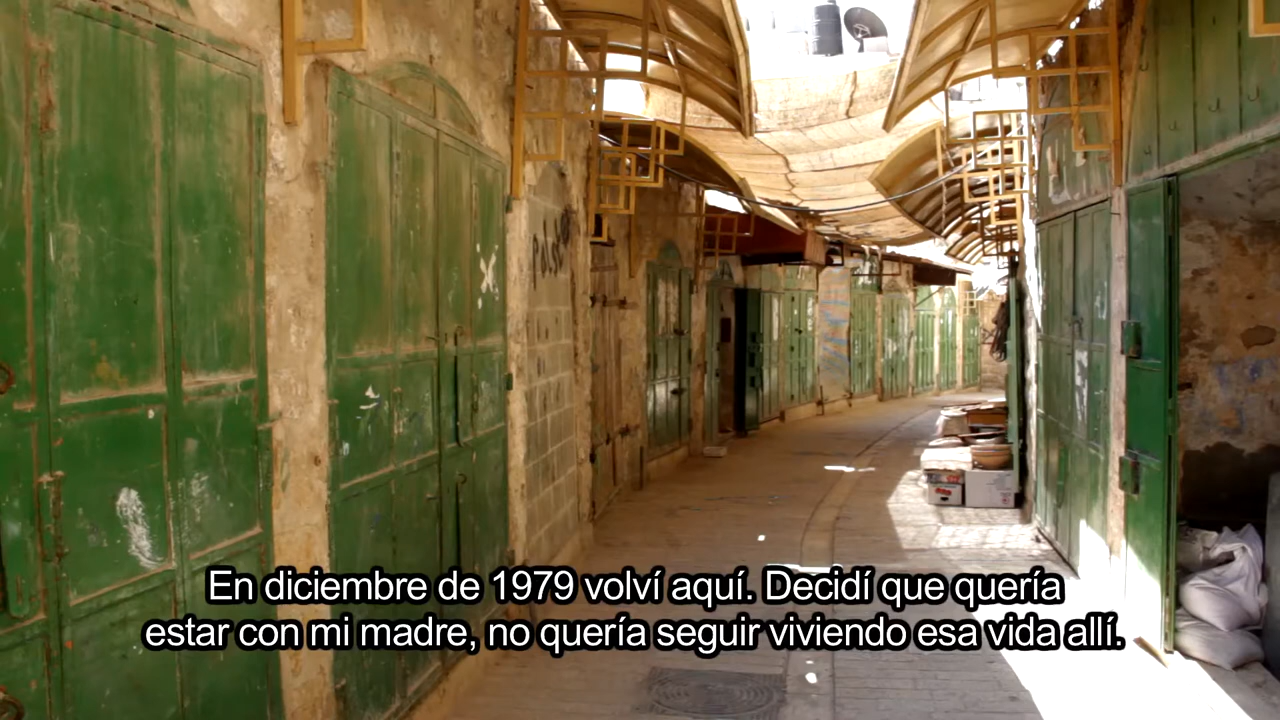 En diciembre de 1979 volví aquí. Decidí que quería
estar con mi madre, no quería seguir viviendo esa vida allí.